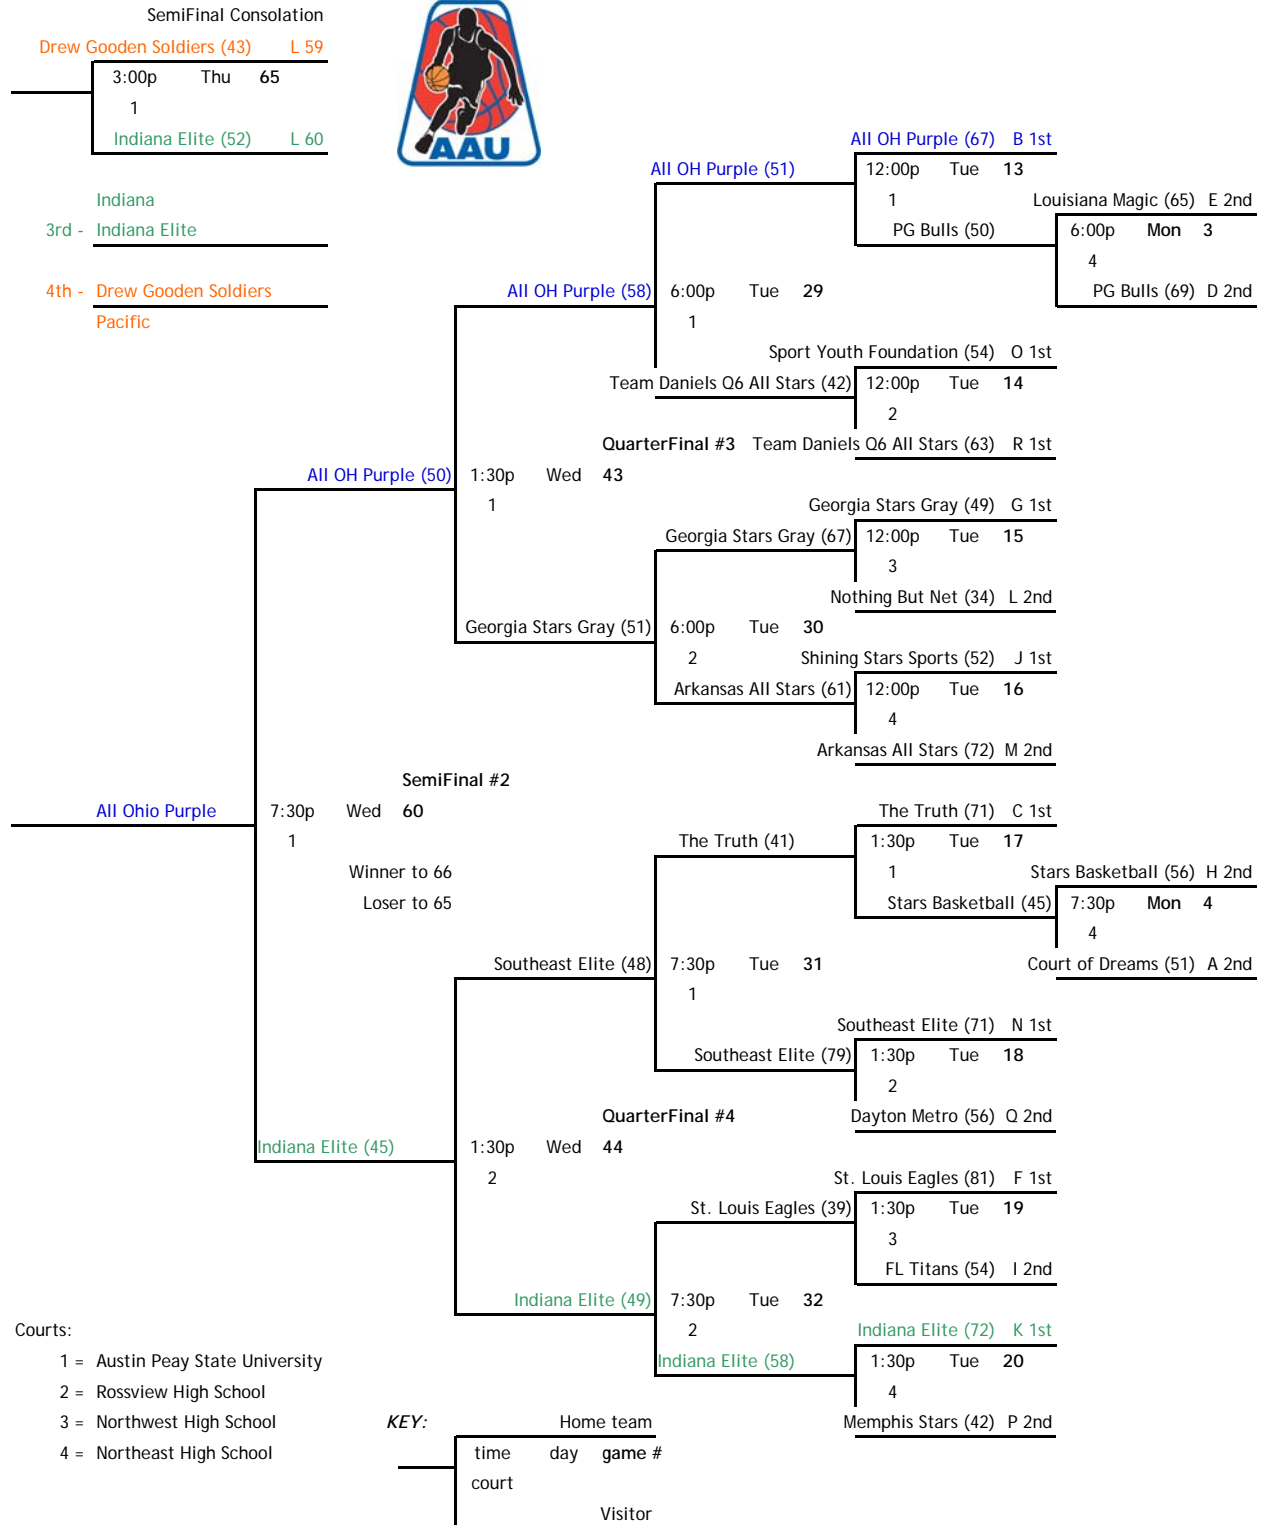 SemiFinal Consolation
Drew Gooden Soldiers (43) L 59
3:00p Thu 65
1
Indiana Elite (52) L 60
AAU
All OH Purple (67) B 1st
All OH Purple (51) 12:00p Tue 13
Indiana 1 Louisiana Magic (65) E 2nd
3rd - Indiana Elite PG Bulls (50) 6:00p Mon 3
4
4th - Drew Gooden Soldiers All OH Purple (58) 6:00p Tue 29 PG Bulls (69) D 2nd
Pacific 1
Sport Youth Foundation (54) O 1st
Team Daniels Q6 All Stars (42) 12:00p Tue 14
2
QuarterFinal #3 Team Daniels Q6 All Stars (63) R 1st
All OH Purple (50) 1:30p Wed 43
1 Georgia Stars Gray (49) G 1st
Georgia Stars Gray (67) 12:00p Tue 15
3
Nothing But Net (34) L 2nd
Georgia Stars Gray (51) 6:00p Tue 30
2 Shining Stars Sports (52) J 1st
Arkansas All Stars (61) 12:00p Tue 16
4
Arkansas All Stars (72) M 2nd
SemiFinal #2
All Ohio Purple 7:30p Wed 60 The Truth (71) C 1st
1 The Truth (41) 1:30p Tue 17
Winner to 66 1 Stars Basketball (56) H 2nd
Loser to 65 Stars Basketball (45) 7:30p Mon 4
4
Southeast Elite (48) 7:30p Tue 31 Court of Dreams (51) A 2nd
1
Southeast Elite (71) N 1st
Southeast Elite (79) 1:30p Tue 18
2
QuarterFinal #4 Dayton Metro (56) Q 2nd
Indiana Elite (45) 1:30p Wed 44
2 St. Louis Eagles (81) F 1st
St. Louis Eagles (39) 1:30p Tue 19
3
FL Titans (54) I 2nd
Indiana Elite (49) 7:30p Tue 32
Courts: 2 Indiana Elite (72) K 1st
1 = Austin Peay State University Indiana Elite (58) 1:30p Tue 20
2 = Rossview High School 4
3 = Northwest High School KEY: Home team Memphis Stars (42) P 2nd
4 = Northeast High School time day game #
court
Visitor